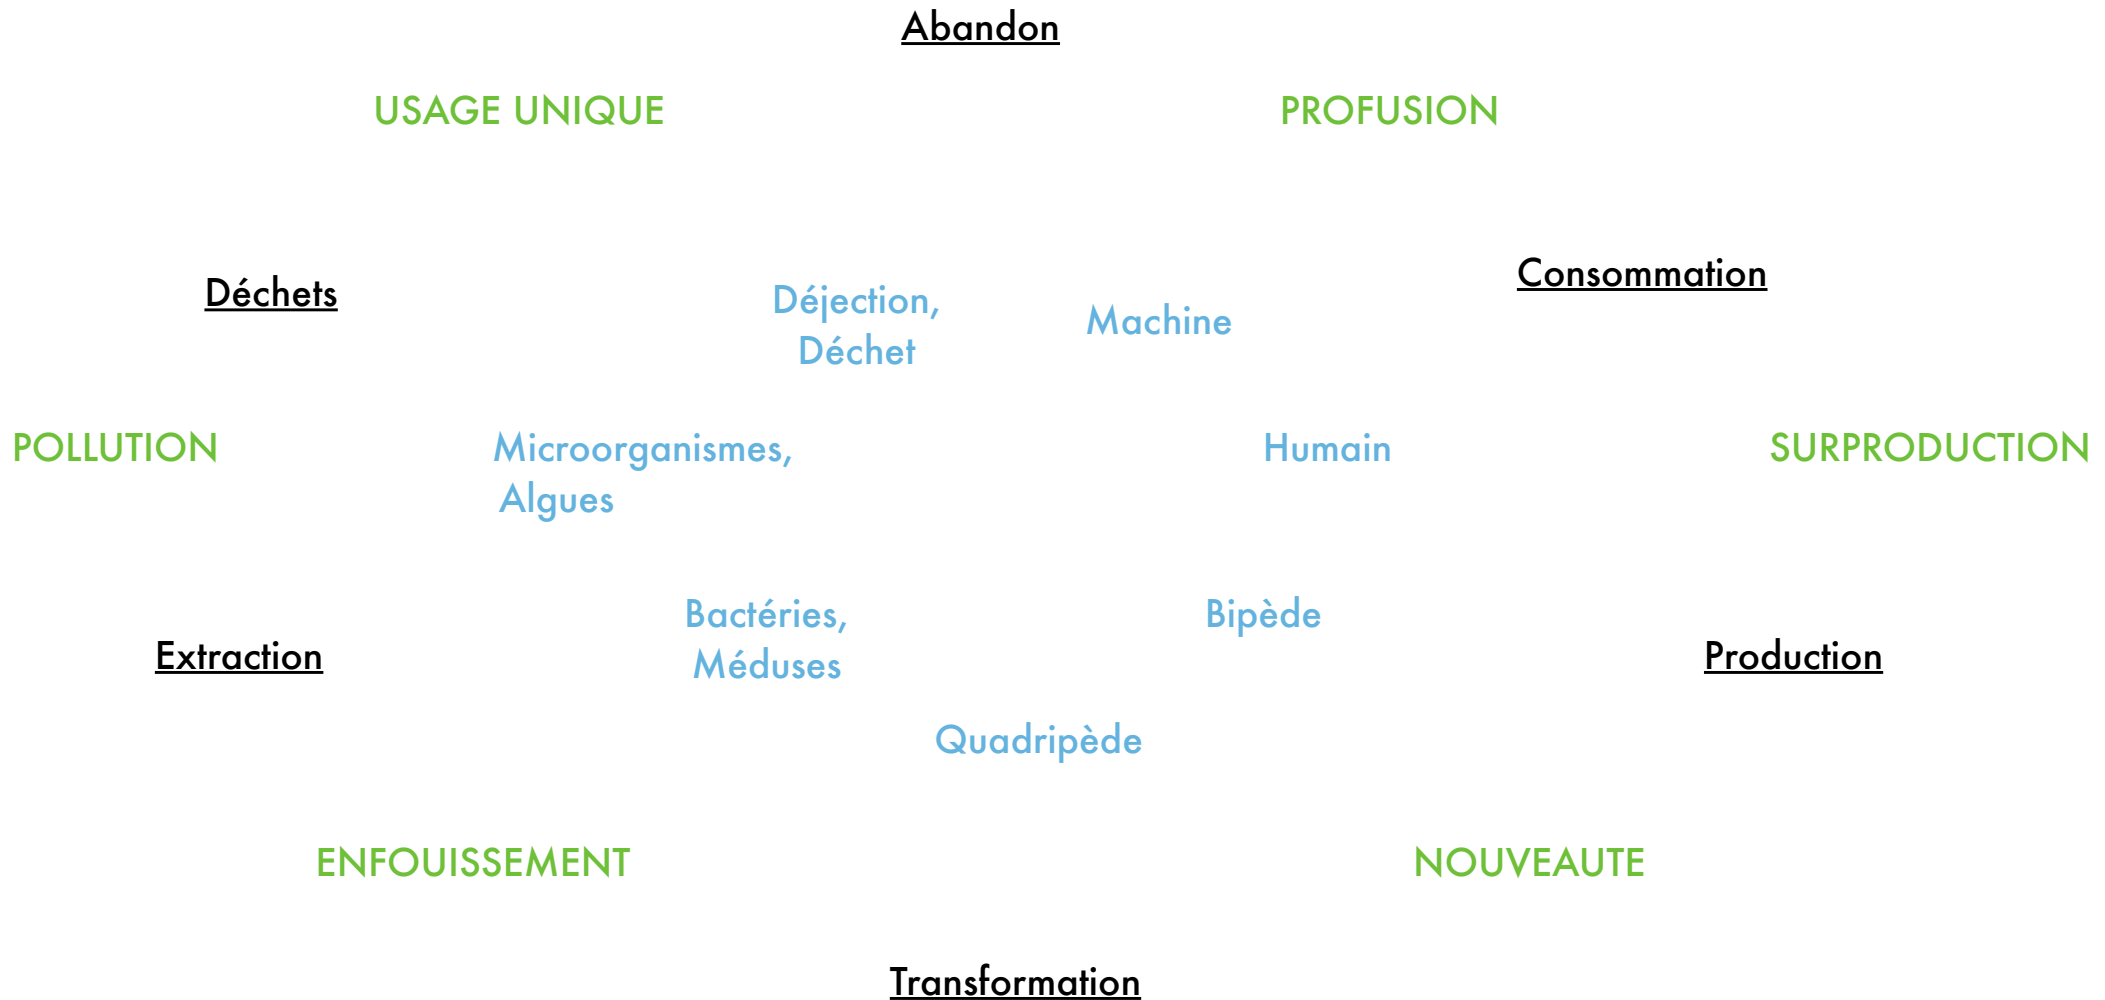 Abandon
USAGE UNIQUE
PROFUSION
Déchets
Consommation
Déjection,
Déchet
Machine
POLLUTION
Microorganismes,
Algues
Humain
SURPRODUCTION
Extraction
Bactéries,
Méduses
Bipède
Production
Quadripède
ENFOUISSEMENT
NOUVEAUTE
Transformation